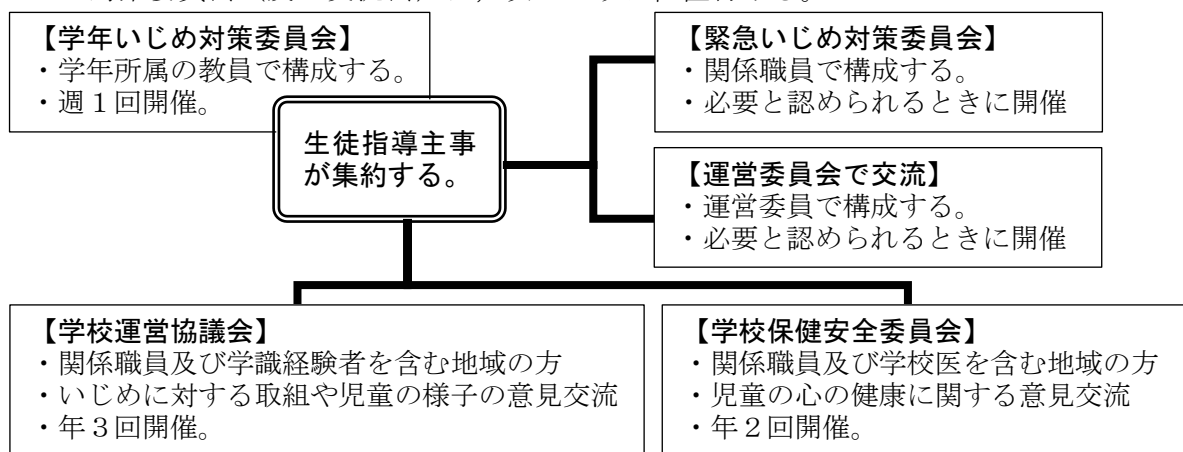 【学年いじめ対策委員会】
・学年所属の教員で構成する。
・週1回開催。
【緊急いじめ対策委員会】
・関係職員で構成する。
・必要と認められるときに開催
生徒指導主事
が集約する。
【運営委員会で交流】
・運営委員で構成する。
・必要と認められるときに開催
【学校運営協議会】
・関係職員及び学識経験者を含む地域の方
・いじめに対する取組や児童の様子の意見交流
・年3回開催。
【学校保健安全委員会】
・関係職員及び学校医を含む地域の方
・児童の心の健康に関する意見交流
・年2回開催。